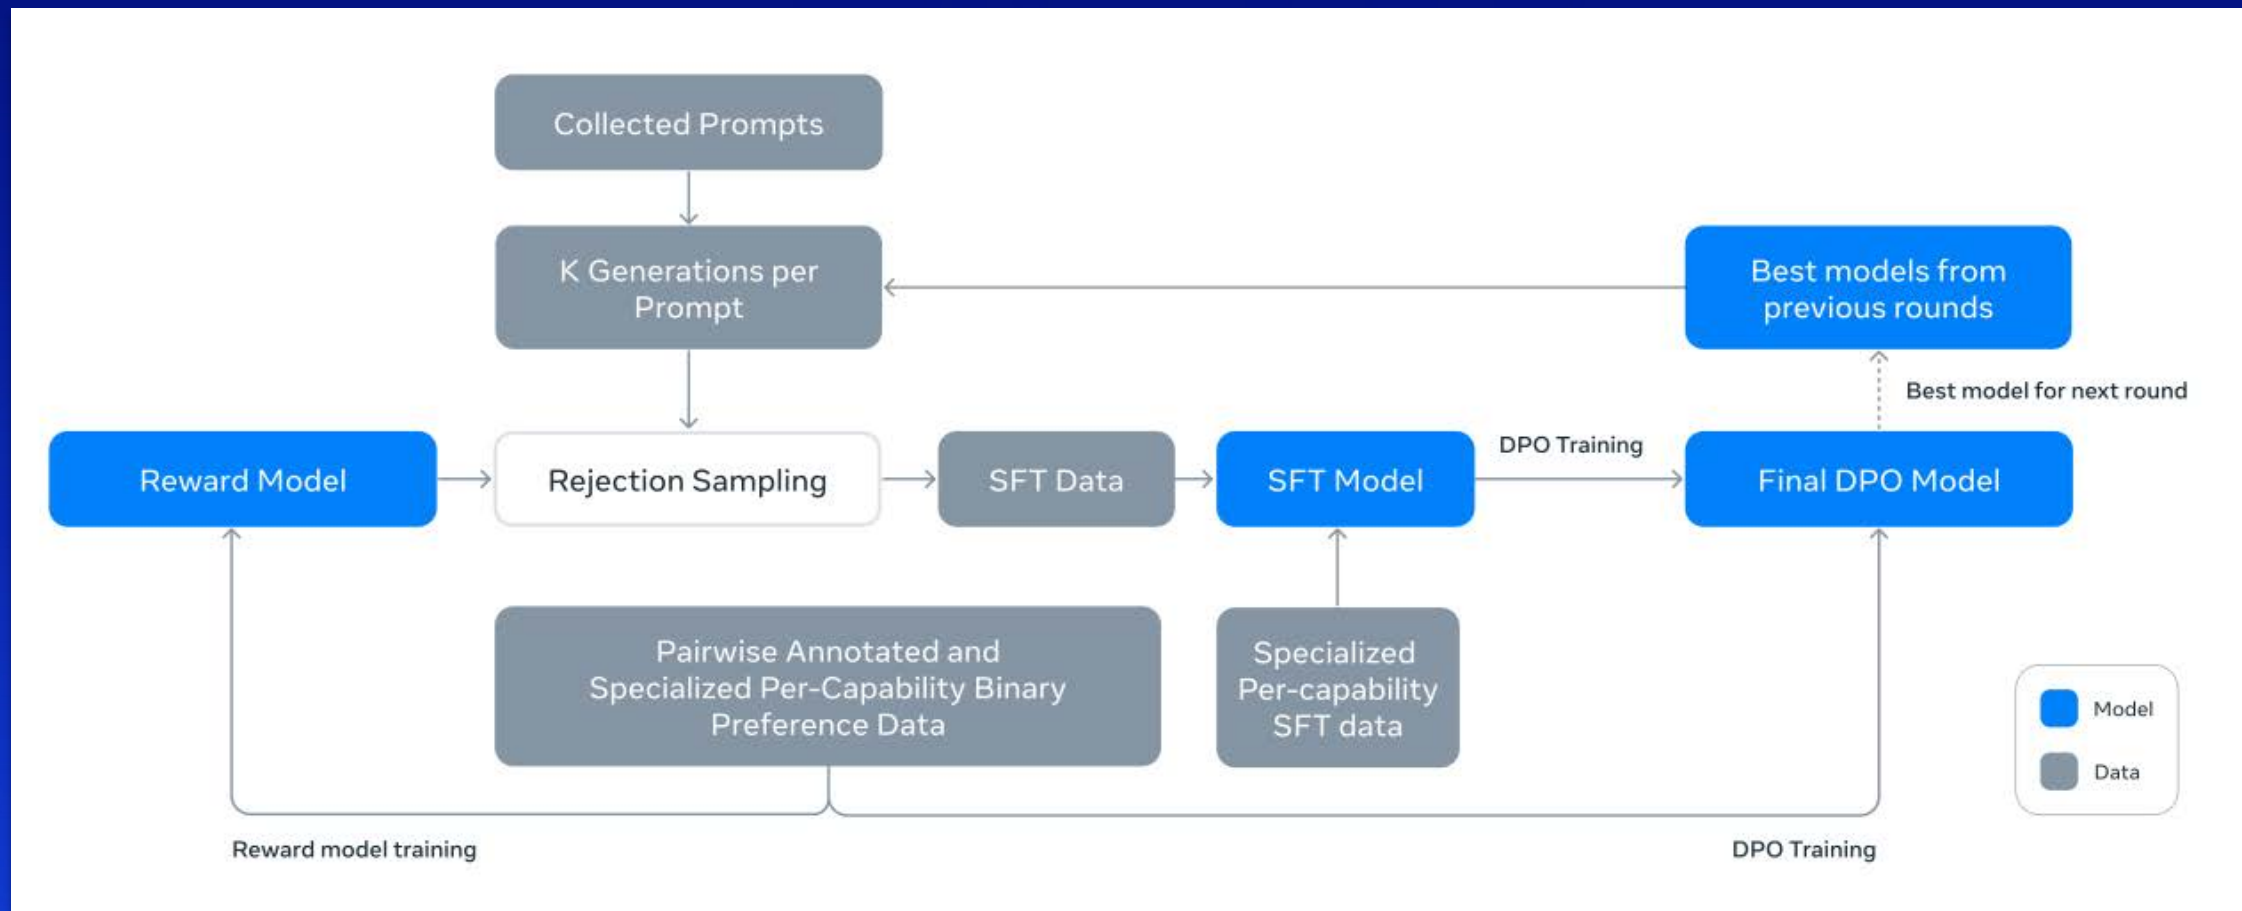 Collected Prompts
K Generations per
Prompt
Best models from
previous rounds
Best model for next round
Reward Model
Rejection Sampling
SFT Data
SFT Model
DPO Training
Final DPO Model
Pairwise Annotated and
Specialized Per-Capability Binary
Preference Data
Specialized
Per-capability
SFT data
Model
Data
Reward model training
DPO Training